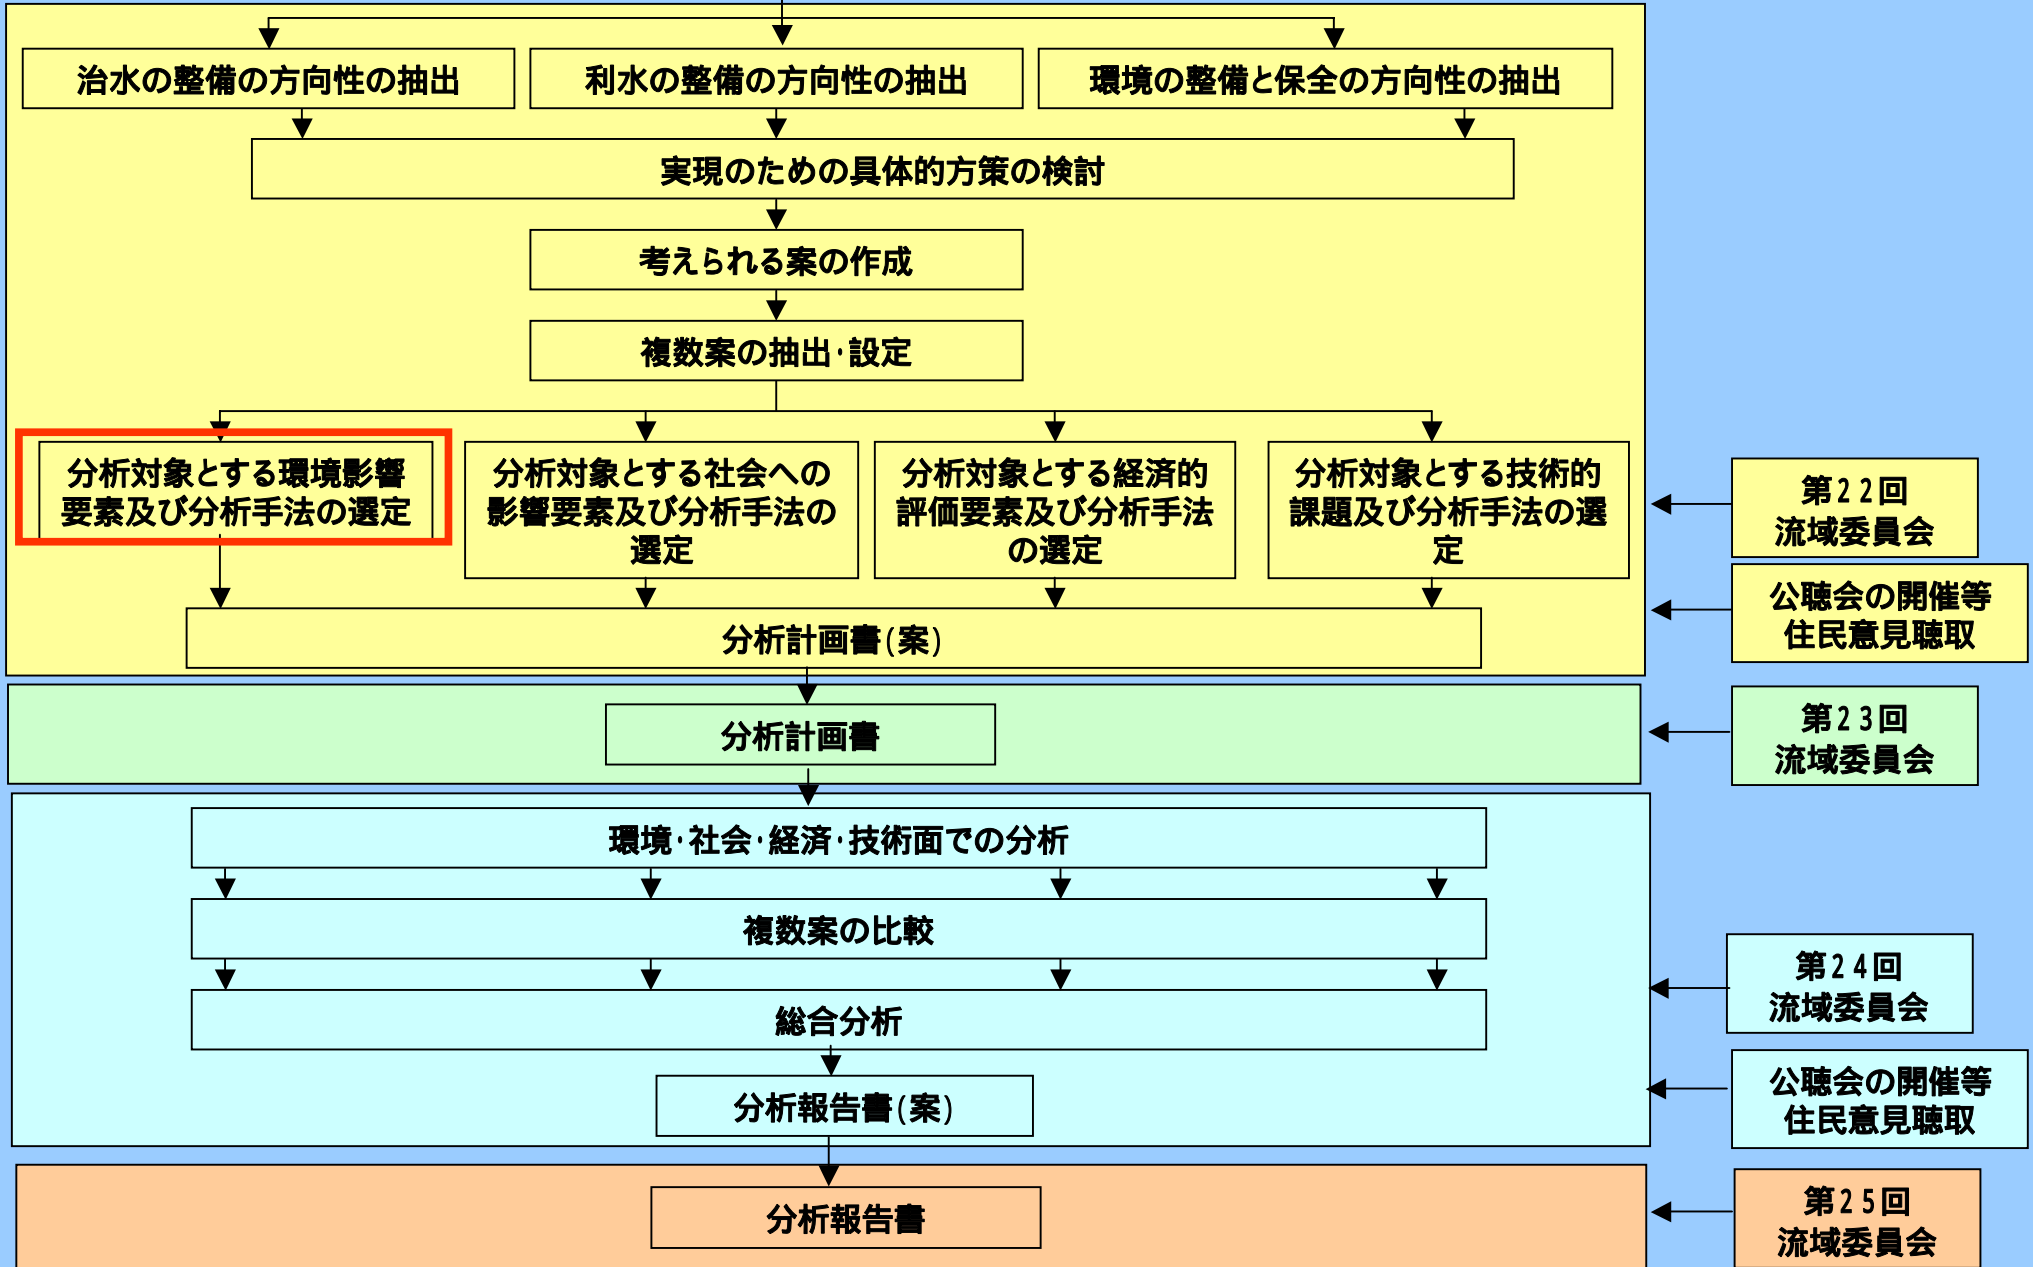 治水の整備の方向性の抽出
利水の整備の方向性の抽出
環境の整備と保全の方向性の抽出
実現のための具体的方策の検討
考えられる案の作成
複数案の抽出·設定
分析対象とする環境影響
要素及び分析手法の選定
分析対象とする社会への
影響要素及び分析手法の
選定
分析対象とする経済的
評価要素及び分析手法
の選定
分析対象とする技術的
課題及び分析手法の選
定
第22回
流域委員会
公聴会の開催等
住民意見聴取
分析計画書(案)
分析計画書
第23回
流域委員会
環境·社会·経済·技術面での分析
複数案の比較
総合分析
第24回
流域委員会
分析報告書(案)
公聴会の開催等
住民意見聴取
分析報告書
第25回
流域委員会